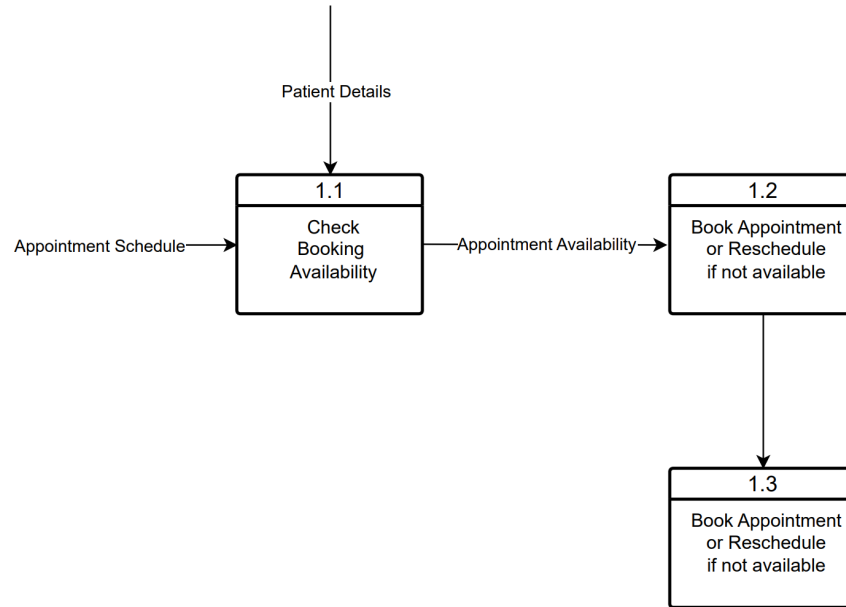 Patient Details
1.1
Check
Booking
Availability
Appointment Schedule
Appointment Availability
1.2
Book Appointment
or Reschedule
if not available
1.3
Book Appointment
or Reschedule
if not available